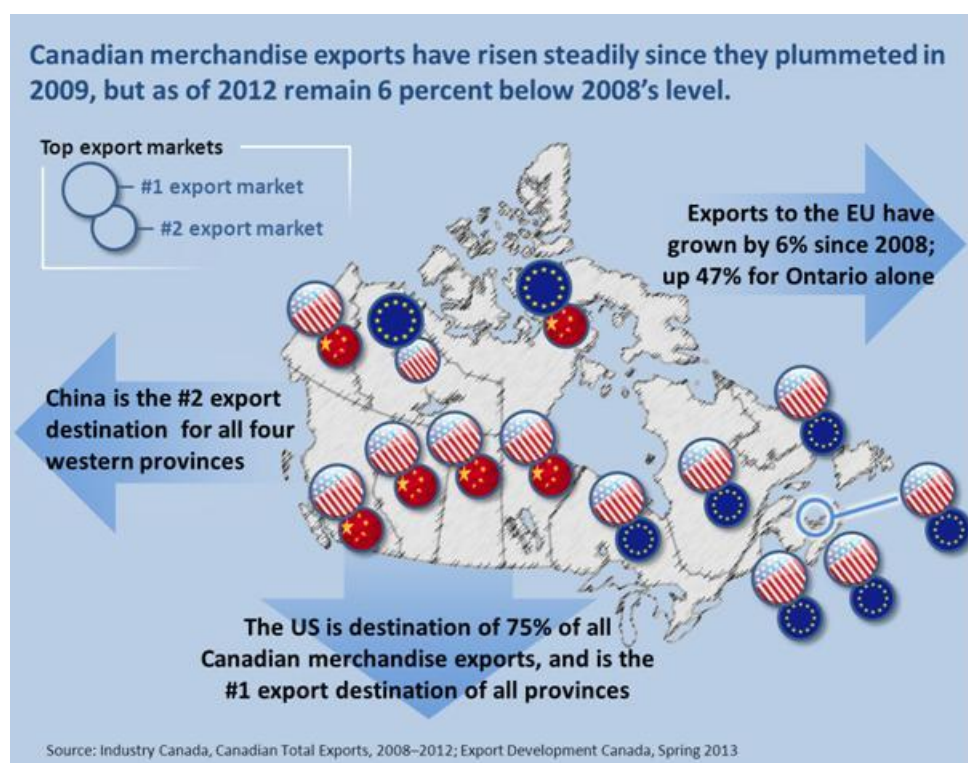 Canadian merchandise exports have risen steadily since they plummeted in
2009, but as of 2012 remain 6 percent below 2008’s level.
Top export markets
#1 export market
#2 export market
Exports to the EU have
grown by 6% since 2008;
up 47% for Ontario alone
China is the #2 export
destination for all four
western provinces
The US is destination of 75% of all
Canadian merchandise exports, and is the
#1 export destination of all provinces
Source: Industry Canada, Canadian Total Exports, 2008–2012; Export Development Canada, Spring 2013